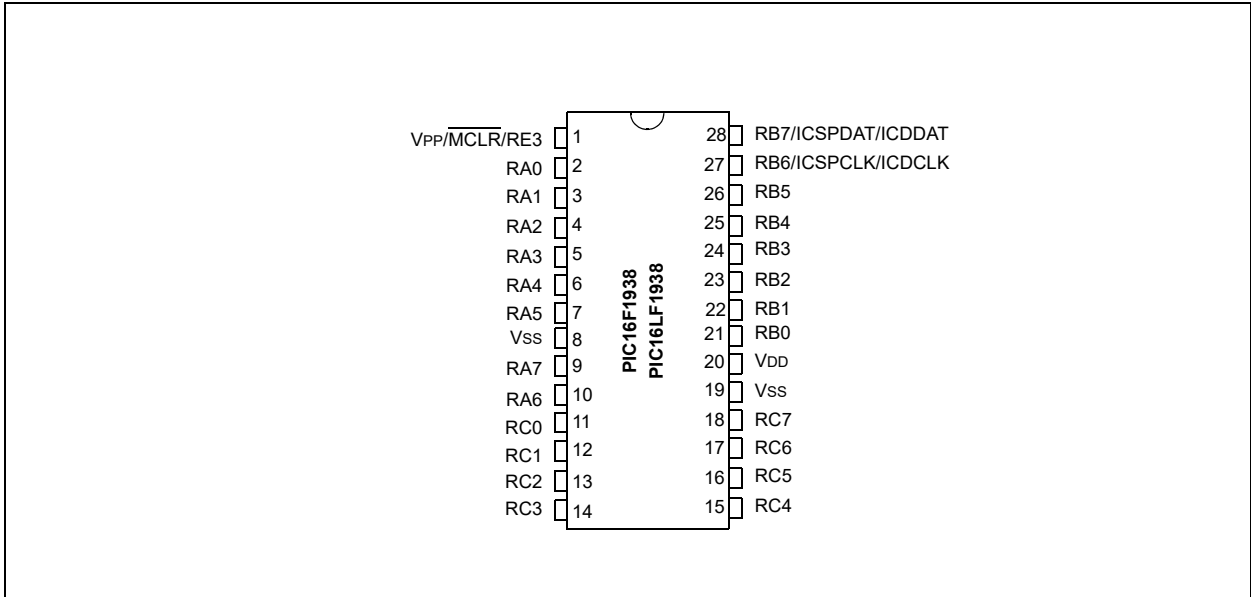 VPP/MCLR/RE3 1
RA0 2
RA1 3
RA2 4
RA3 5
RA4 6
RA5 7
VSS 8
RA7 9
RA6 10
RC0 11
RC1 12
RC2 13
RC3 14
PIC16F1938
PIC16LF1938
28 RB7/ICSPDAT/ICDDAT
27 RB6/ICSPCLK/ICDCLK
26 RB5
25 RB4
24 RB3
23 RB2
22 RB1
21 RB0
20 VDD
19 VSS
18 RC7
17 RC6
16 RC5
15 RC4